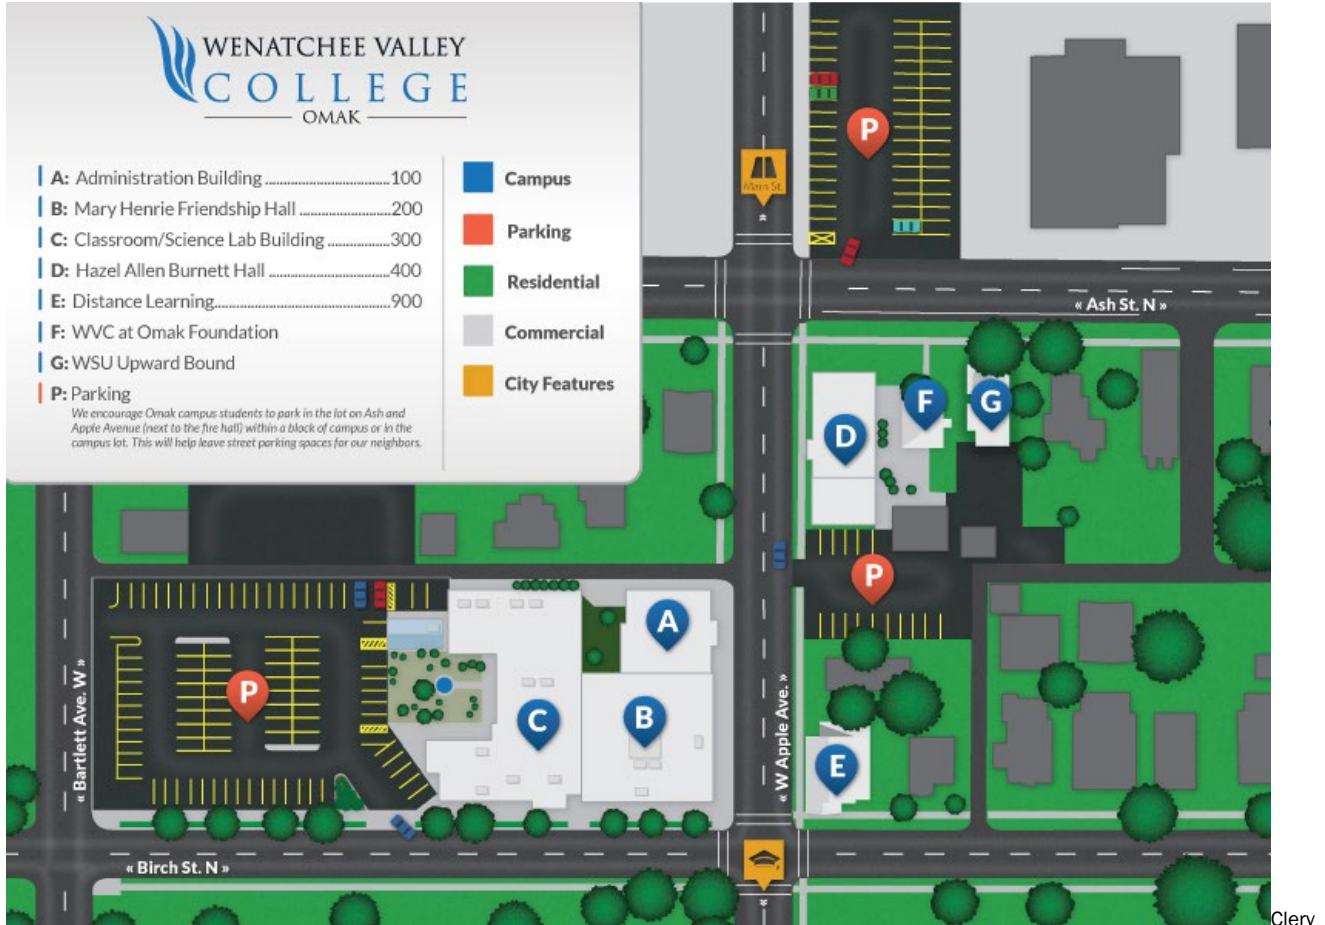 WENATCHEE VALLEY
COLLEGE
OMAK
A: Administration Building ..............................100
B: Mary Henrie Friendship Hall ......................200
C: Classroom/Science Lab Building ...............300
D: Hazel Allen Burnett Hall .............................400
E: Distance Learning..........................................900
F: WVC at Omak Foundation
G: WSU Upward Bound
P: Parking
We encourage Omak campus students to park in the lot on Ash and
Apple Avenue (next to the fire hall) within a block of campus or in the
campus lot. This will help leave street parking spaces for our neighbors.
Campus
Parking
Residential
Commercial
City Features
P
Main St.
« Ash St. N »
F
G
D
P
A
« Bartlett Ave. W »
P
C
B
« W Apple Ave. »
E
« Birch St. N »
Clery